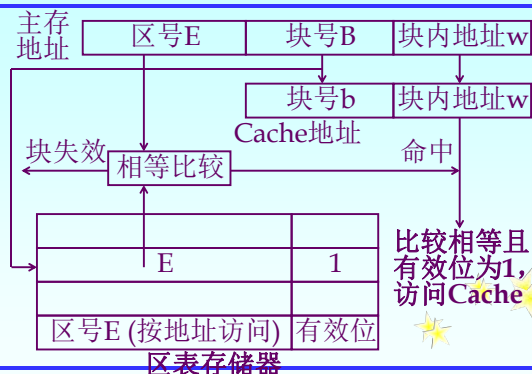 主存
地址
区号E 块号B 块内地址w
块号b 块内地址w
Cache地址
块失效 相等比较 命中
E 1
比较相等且
有效位为1,
访问Cache
区号E (按地址访问) 有效位
区表存储器